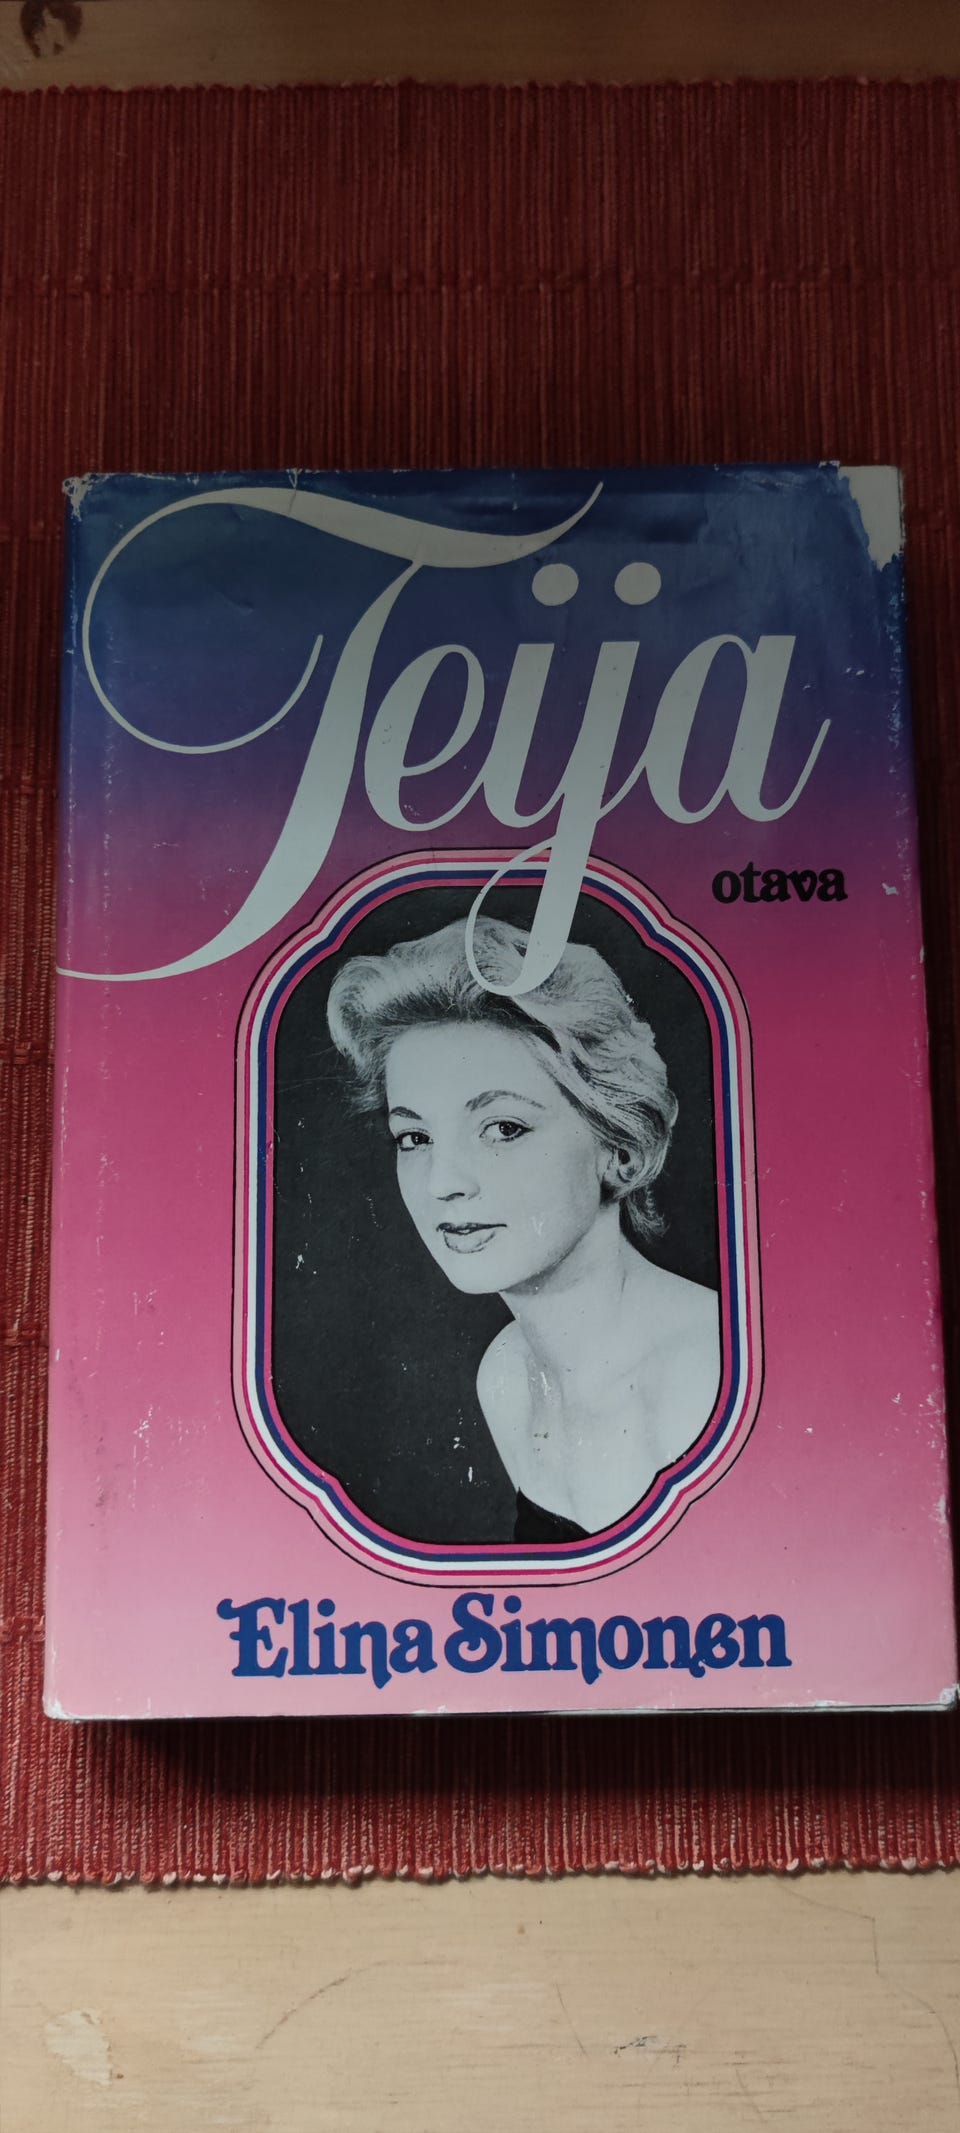 Teija
otava
Elina Simonen